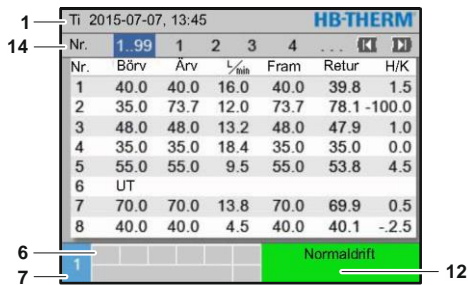 1 Ti 2015-07-07, 13:45 HB-THERM
14 Nr. 1..99 1 2 3 4 ...
Nr. Börv Ärv L/min Fram Retur H/K
1 40.0 40.0 16.0 40.0 39.8 1.5
2 35.0 73.7 12.0 73.7 78.1 -100.0
3 48.0 48.0 13.2 48.0 47.9 1.0
4 35.0 35.0 18.4 35.0 35.0 0.0
5 55.0 55.0 9.5 55.0 53.8 4.5
6 UT
7 70.0 70.0 13.8 70.0 69.9 0.5
8 40.0 40.0 4.5 40.0 40.1 -.2.5
6 Normaldrift
1
7 12